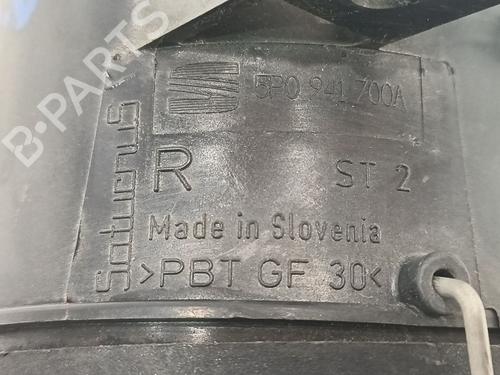 5P0 941 700A
R ST 2
Made in Slovenia
>PBT GF 30<
Saturnus
B-PARTS